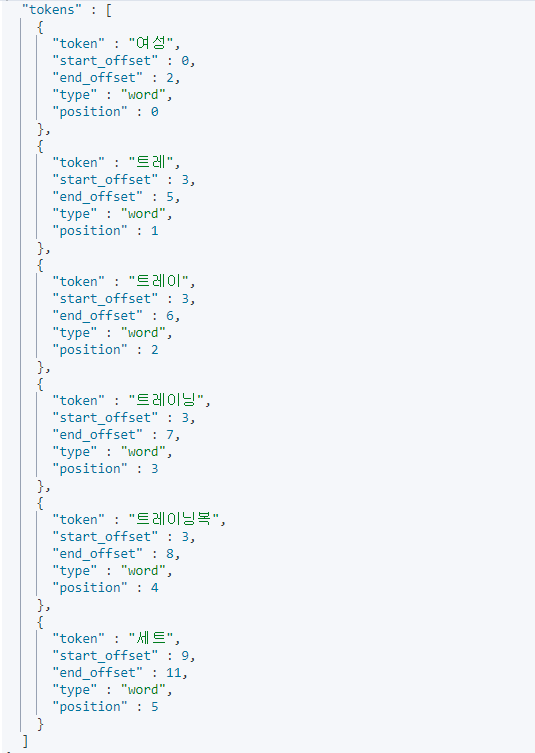 "tokens" : [
{
"token" : "여성",
"start_offset" : 0,
"end_offset" : 2,
"type" : "word",
"position" : 0
},
{
"token" : "트레",
"start_offset" : 3,
"end_offset" : 5,
"type" : "word",
"position" : 1
},
{
"token" : "트레이",
"start_offset" : 3,
"end_offset" : 6,
"type" : "word",
"position" : 2
},
{
"token" : "트레이닝",
"start_offset" : 3,
"end_offset" : 7,
"type" : "word",
"position" : 3
},
{
"token" : "트레이닝복",
"start_offset" : 3,
"end_offset" : 8,
"type" : "word",
"position" : 4
},
{
"token" : "세트",
"start_offset" : 9,
"end_offset" : 11,
"type" : "word",
"position" : 5
}
]